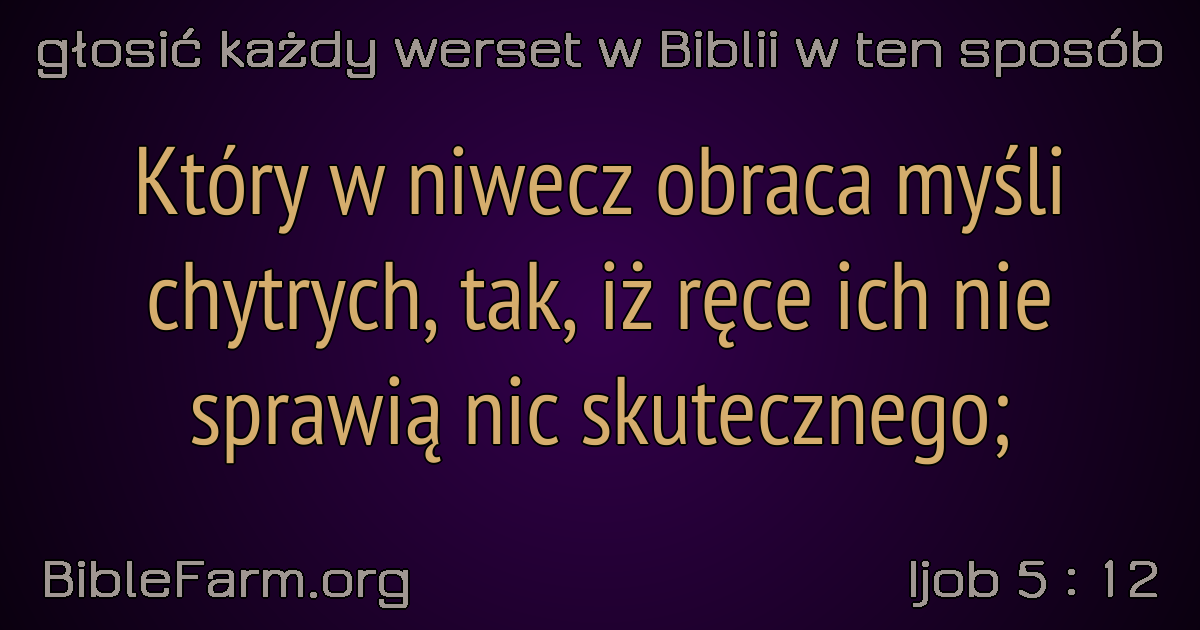 głosić każdy werset w Biblii w ten sposób
Który w niwecz obraca myśli
chytrych, tak, iż ręce ich nie
sprawią nic skutecznego;
BibleFarm.org
Ijob 5 : 12